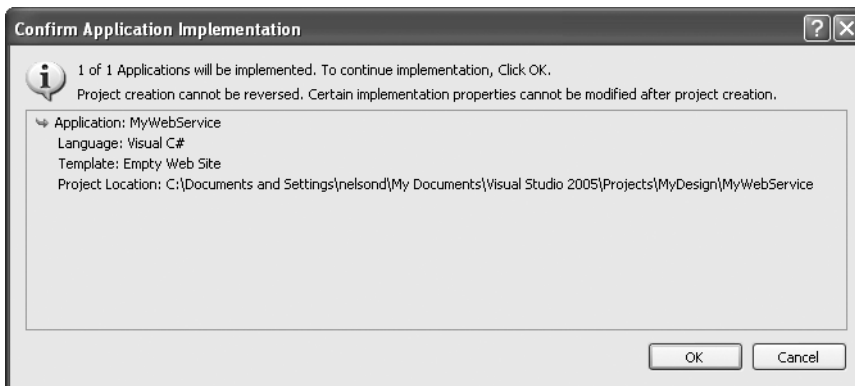 Confirm Application Implementation
1 of 1 Applications will be implemented. To continue implementation, Click OK.
Project creation cannot be reversed. Certain implementation properties cannot be modified after project creation.
Application: MyWebService
Language: Visual C#
Template: Empty Web Site
Project Location: C:\Documents and Settings\nelsond\My Documents\Visual Studio 2005\Projects\MyDesign\MyWebService
OK
Cancel